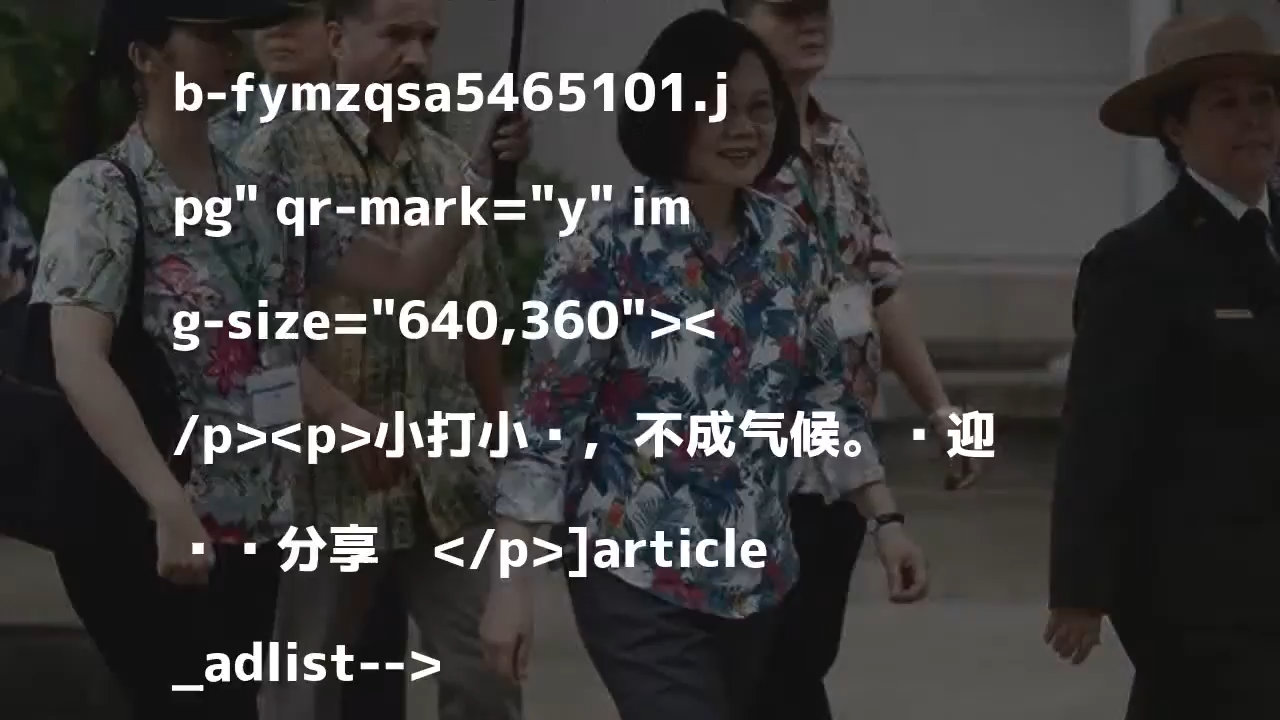 b-fymzqsa5465101.j
pg" qr-mark="y" im
g-size="640,360"><
/p><p>小打小·，不成气候。·迎
··分享　</p>]article
_adlist-->